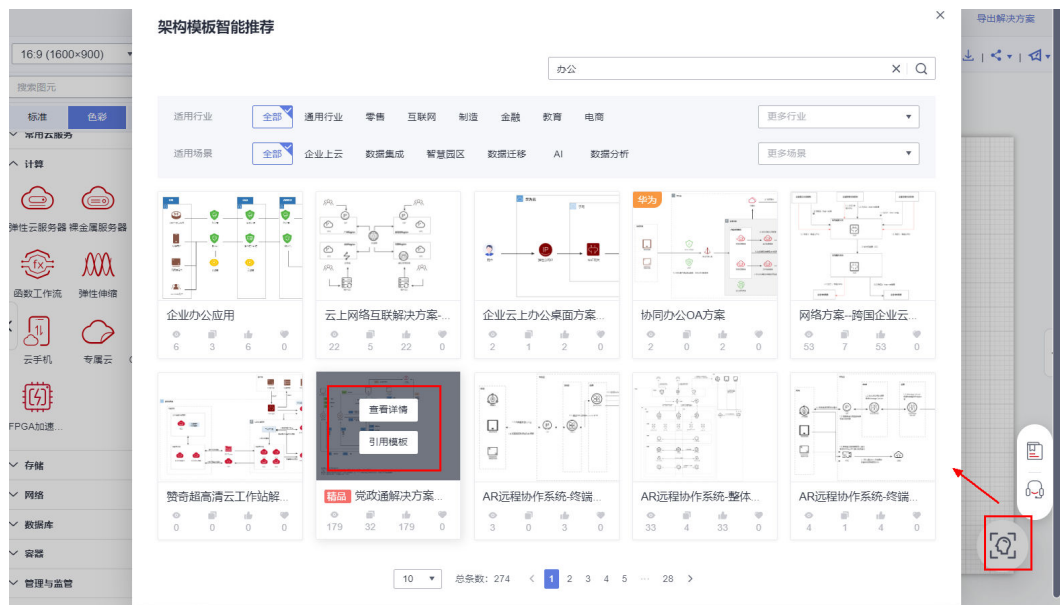 架构模板智能推荐
导出解决方案
16:9 (1600×900)
办公
搜索图元
标准 色彩
适用行业 全部 通用行业 零售 互联网 制造 金融 教育 电商 更多行业
常用云服务
适用场景 全部 企业上云 数据集成 智慧园区 数据迁移 AI 数据分析 更多场景
计算
弹性云服务器 裸金属服务器
函数工作流 弹性伸缩
云手机 专属云
FPGA加速...
存储
网络
数据库
容器
管理与监管
华为
企业办公应用 云上网络互联解决方案-... 企业云上办公桌面方案... 协同办公OA方案 网络方案--跨国企业云...
6 3 6 0 22 5 22 0 2 1 2 0 2 0 2 0 53 7 53 0
查看详情
引用模板
赞奇超高清云工作站解... 精品 党政通解决方案... AR远程协作系统-终端... AR远程协作系统-整体... AR远程协作系统-终端...
0 0 0 0 179 32 179 0 3 0 3 0 33 4 33 0 4 1 4 0
10 总条数: 274 < 1 2 3 4 5 ... 28 >